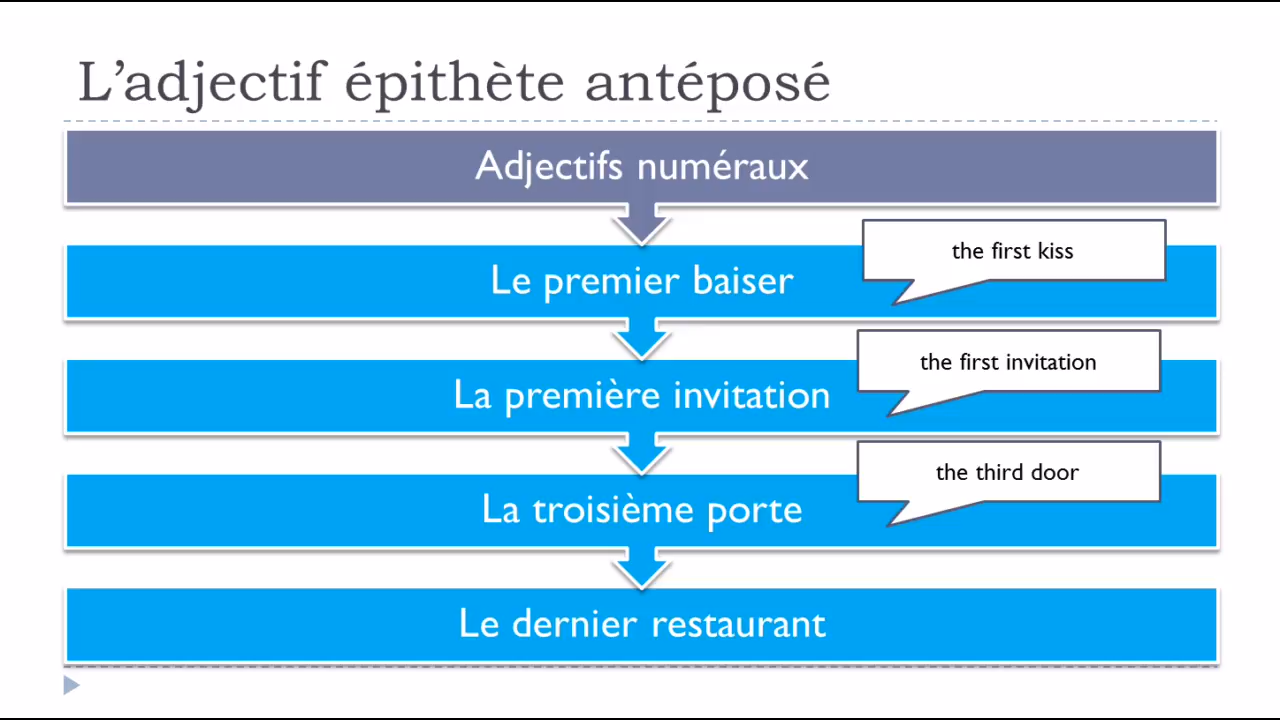 L’adjectif épithète antéposé
Adjectifs numéraux
Le premier baiser
the first kiss
La première invitation
the first invitation
La troisième porte
the third door
Le dernier restaurant